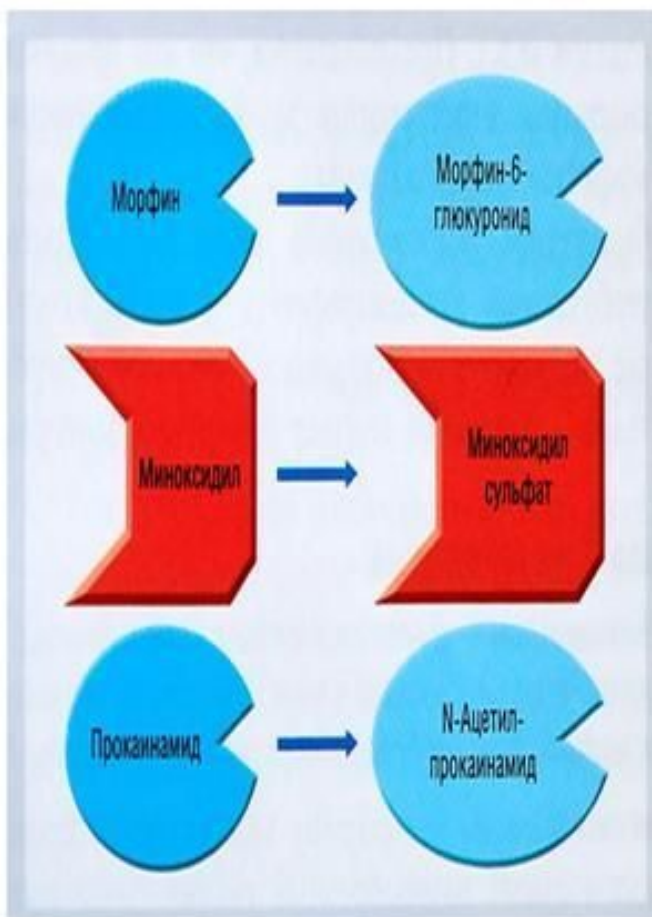 Морфин
Морфин-6-
глюкуронид
Миноксидил
Миноксидил
сульфат
Прокаинамид
N-Ацетил-
прокаинамид